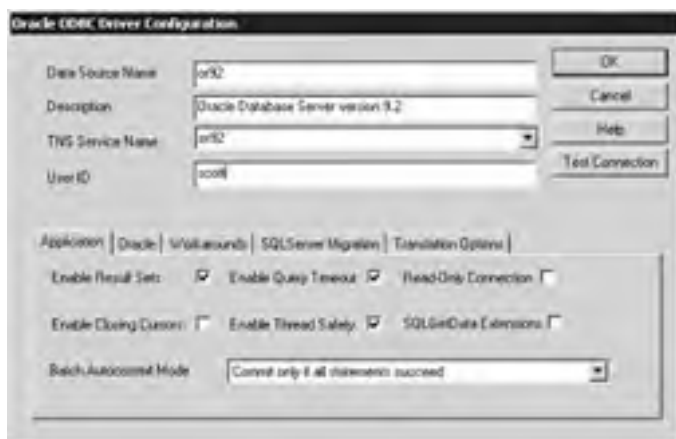 Oracle ODBC Driver Configuration
Data Source Name or92
OK
Description Oracle Database Server version 9.2
Cancel
TNS Service Name or92
Help
User ID scott
Test Connection
Application Oracle Workarounds SQLServer Migration Translation Options
Enable Result Sets Enable Query Timeout Read-Only Connection
Enable Closing Cursors Enable Thread Safety SQLGetData Extensions
Batch Autocommit Mode Commit only if all statements succeed